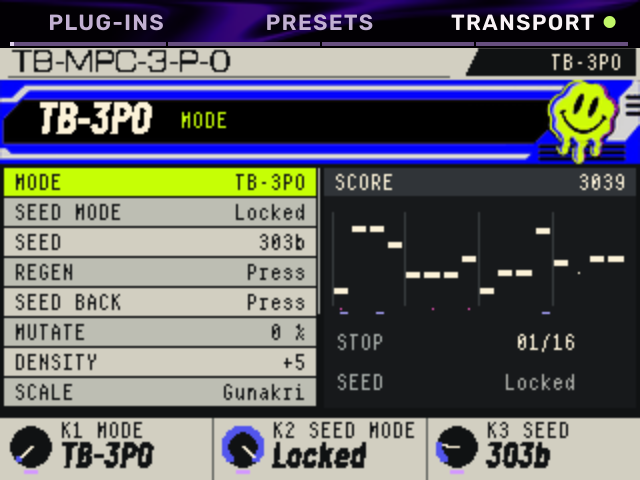 PLUG-INS PRESETS TRANSPORT
TB-MPC-3-P-O TB-3PO
TB-3PO MODE
MODE TB-3PO
SEED MODE Locked
SEED 303b
REGEN Press
SEED BACK Press
MUTATE 0 %
DENSITY +5
SCALE Gunakri
SCORE 3039
STOP 01/16
SEED Locked
K1 MODE
TB-3PO
K2 SEED MODE
Locked
K3 SEED
303b